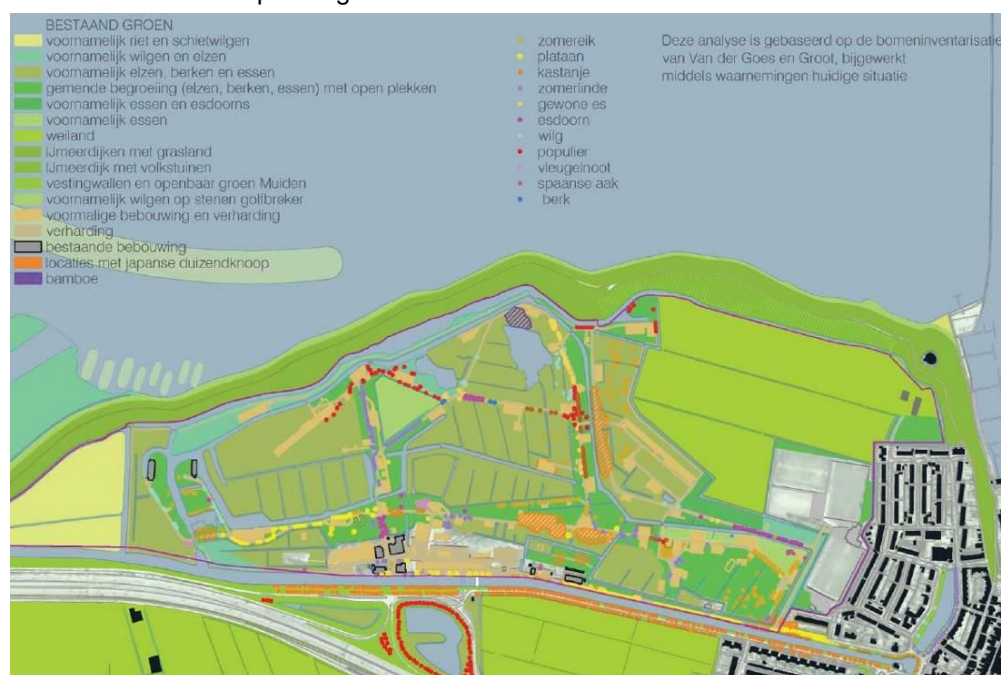 BESTAAND GROEN
voornamelijk riet en schietwilgen
voornamelijk wilgen en elzen
voornamelijk elzen, berken en essen
gemende begroeiing (elzen, berken, essen) met open plekken
voornamelijk essen en esdoorns
voornamelijk essen
weiland
IJmeerdijken met grasland
IJmeerdijk met volkstuinen
vestingwallen en openbaar groen Muiden
voornamelijk wilgen op stenen golfbreker
voormalige bebouwing en verharding
verharding
bestaande bebouwing
locaties met japanse duizendknoop
bamboe
zomereik
plataan
kastanje
zomerlinde
gewone es
esdoorn
wilg
populier
vleugelnoot
spaanse aak
berk
Deze analyse is gebaseerd op de bomeninventarisatie
van Van der Goes en Groot, bijgewerkt
middels waarnemingen huidige situatie